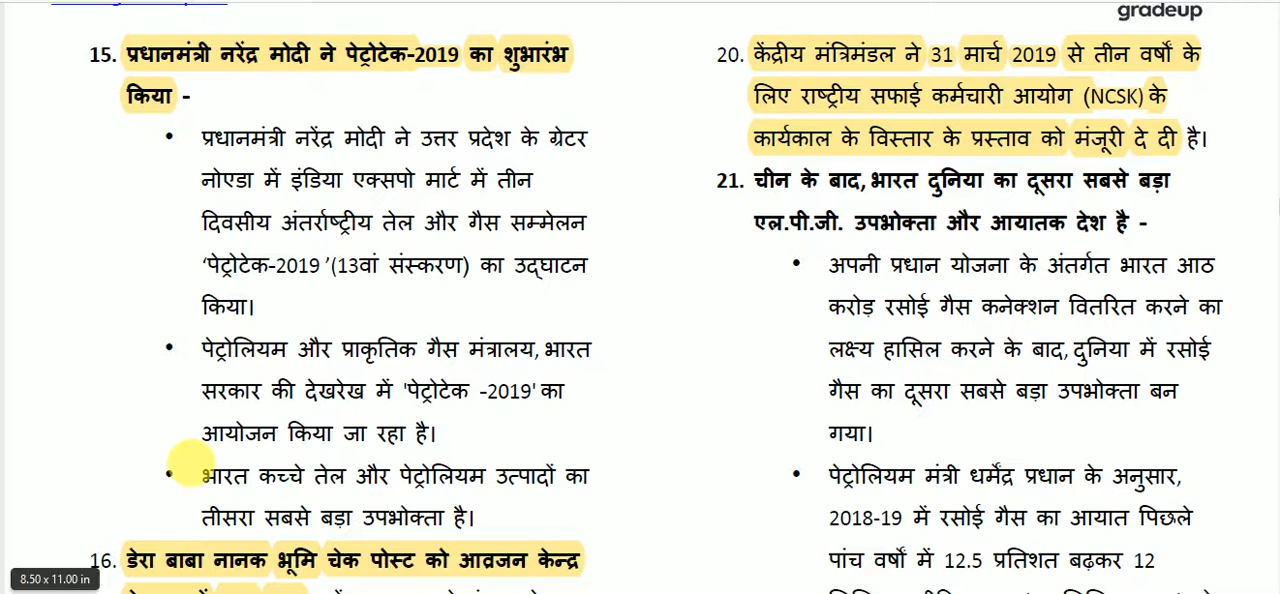 gradeup
15. प्रधानमंत्री नरेंद्र मोदी ने पेट्रोटेक-2019 का शुभारंभ
किया -
• प्रधानमंत्री नरेंद्र मोदी ने उत्तर प्रदेश के ग्रेटर
नोएडा में इंडिया एक्सपो मार्ट में तीन
दिवसीय अंतर्राष्ट्रीय तेल और गैस सम्मेलन
‘पेट्रोटेक-2019 ’(13वां संस्करण) का उद्घाटन
किया।
• पेट्रोलियम और प्राकृतिक गैस मंत्रालय, भारत
सरकार की देखरेख में 'पेट्रोटेक -2019' का
आयोजन किया जा रहा है।
• भारत कच्चे तेल और पेट्रोलियम उत्पादों का
तीसरा सबसे बड़ा उपभोक्ता है।
16. डेरा बाबा नानक भूमि चेक पोस्ट को आव्रजन केन्द्र
20. केंद्रीय मंत्रिमंडल ने 31 मार्च 2019 से तीन वर्षों के
लिए राष्ट्रीय सफाई कर्मचारी आयोग (NCSK) के
कार्यकाल के विस्तार के प्रस्ताव को मंजूरी दे दी है।
21. चीन के बाद, भारत दुनिया का दूसरा सबसे बड़ा
एल.पी.जी. उपभोक्ता और आयातक देश है -
• अपनी प्रधान योजना के अंतर्गत भारत आठ
करोड़ रसोई गैस कनेक्शन वितरित करने का
लक्ष्य हासिल करने के बाद, दुनिया में रसोई
गैस का दूसरा सबसे बड़ा उपभोक्ता बन
गया।
• पेट्रोलियम मंत्री धर्मेंद्र प्रधान के अनुसार,
2018-19 में रसोई गैस का आयात पिछले
पांच वर्षों में 12.5 प्रतिशत बढ़कर 12
8.50 x 11.00 in